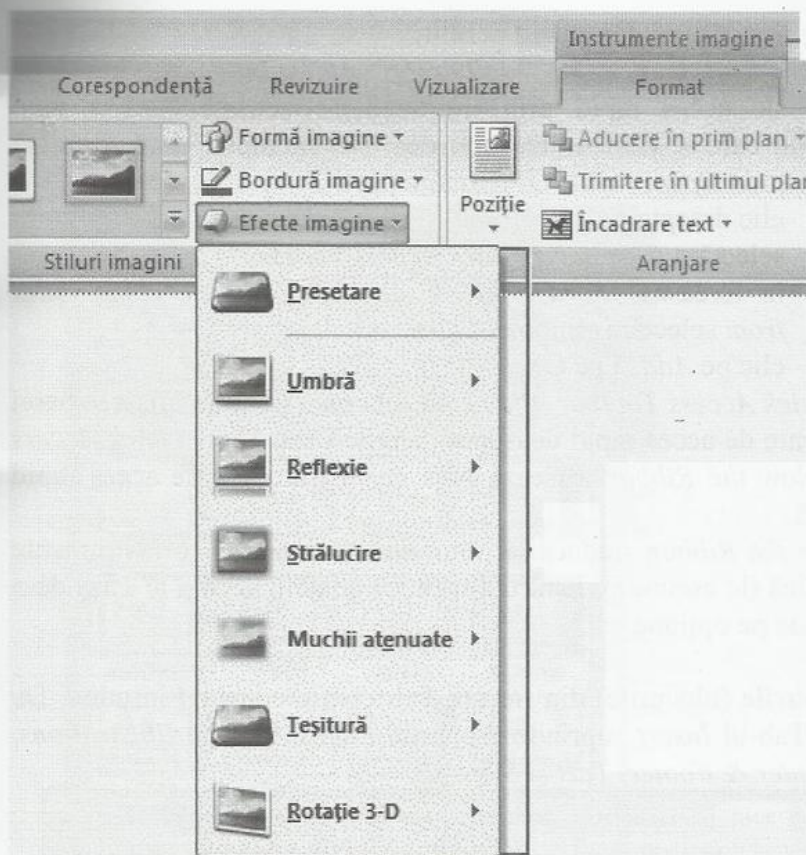 Instrumente imagine
Corespondență Revizuire Vizualizare Format
Formă imagine
Bordură imagine
Efecte imagine
Poziție
Aducere în prim plan
Trimitere în ultimul plan
Încadrare text
Stiluri imagini
Aranjare
Presetare
Umbră
Reflexie
Strălucire
Muchii atenuate
Teșitură
Rotație 3-D